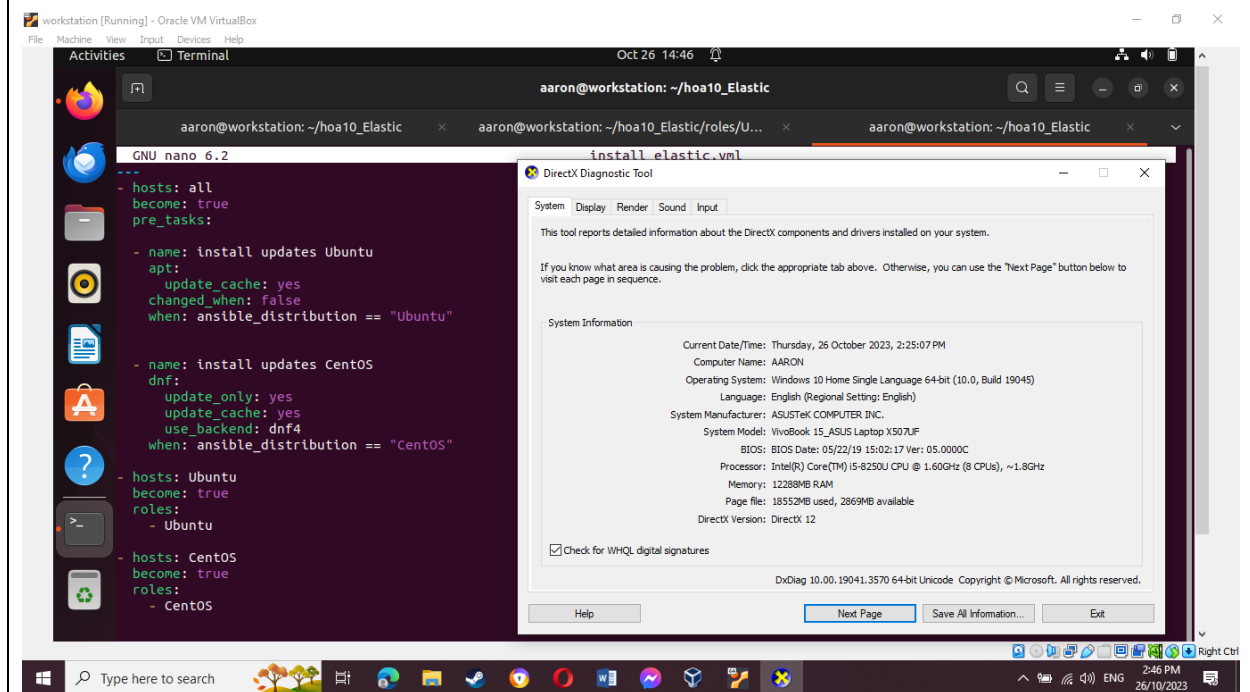 workstation [Running] - Oracle VM VirtualBox
File Machine View Input Devices Help
Activities Terminal Oct 26 14:46
aaron@workstation: ~/hoa10_Elastic
aaron@workstation: ~/hoa10_Elastic × aaron@workstation: ~/hoa10_Elastic/roles/U... × aaron@workstation: ~/hoa10_Elastic ×
GNU nano 6.2 install_elastic.yml
---
- hosts: all
become: true
pre_tasks:
- name: install updates Ubuntu
apt:
update_cache: yes
changed_when: false
when: ansible_distribution == "Ubuntu"
- name: install updates CentOS
dnf:
update_only: yes
update_cache: yes
use_backend: dnf4
when: ansible_distribution == "CentOS"
- hosts: Ubuntu
become: true
roles:
- Ubuntu
- hosts: CentOS
become: true
roles:
- CentOS
DirectX Diagnostic Tool
System Display Render Sound Input
This tool reports detailed information about the DirectX components and drivers installed on your system.
If you know what area is causing the problem, click the appropriate tab above. Otherwise, you can use the "Next Page" button below to
visit each page in sequence.
System Information
Current Date/Time: Thursday, 26 October 2023, 2:25:07 PM
Computer Name: AARON
Operating System: Windows 10 Home Single Language 64-bit (10.0, Build 19045)
Language: English (Regional Setting: English)
System Manufacturer: ASUSTeK COMPUTER INC.
System Model: VivoBook 15_ASUS Laptop X507UF
BIOS: BIOS Date: 05/22/19 15:02:17 Ver: 05.0000C
Processor: Intel(R) Core(TM) i5-8250U CPU @ 1.60GHz (8 CPUs), ~1.8GHz
Memory: 12288MB RAM
Page file: 18552MB used, 2869MB available
DirectX Version: DirectX 12
Check for WHQL digital signatures
DxDiag 10.00.19041.3570 64-bit Unicode Copyright © Microsoft. All rights reserved.
Help Next Page Save All Information... Exit
Right Ctrl
Type here to search
ENG
2:46 PM
26/10/2023